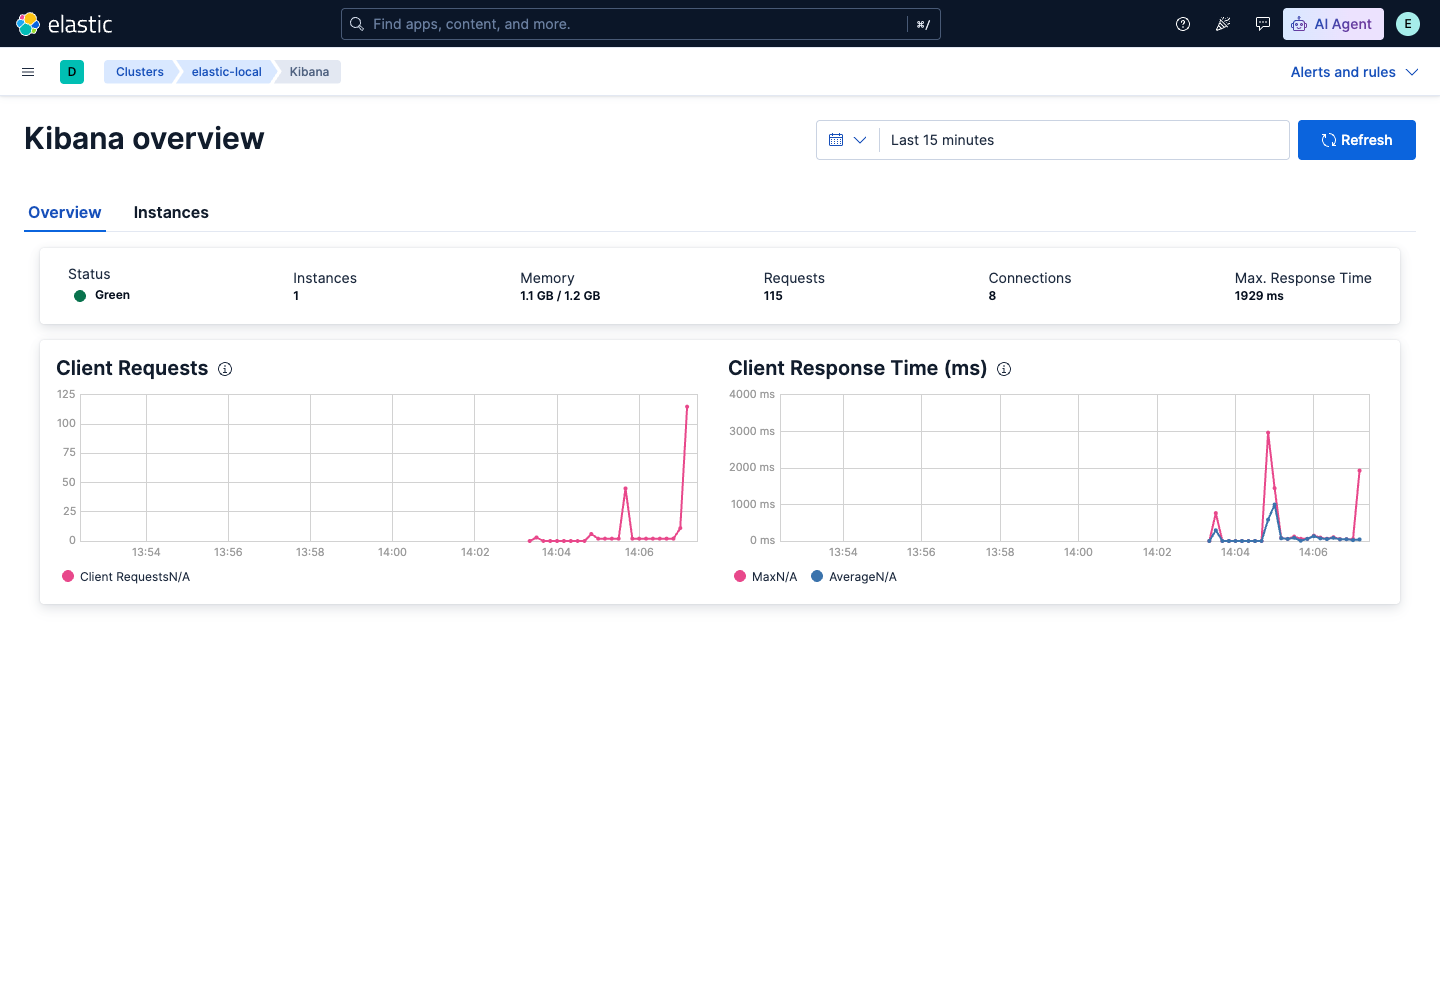 elastic
Find apps, content, and more.
⌘/
AI Agent
E
D
Clusters
elastic-local
Kibana
Alerts and rules
Kibana overview
Last 15 minutes
Refresh
Overview
Instances
Status
Green
Instances
1
Memory
1.1 GB / 1.2 GB
Requests
115
Connections
8
Max. Response Time
1929 ms
Client Requests
125
100
75
50
25
0
13:54
13:56
13:58
14:00
14:02
14:04
14:06
Client RequestsN/A
Client Response Time (ms)
4000 ms
3000 ms
2000 ms
1000 ms
0 ms
13:54
13:56
13:58
14:00
14:02
14:04
14:06
MaxN/A
AverageN/A